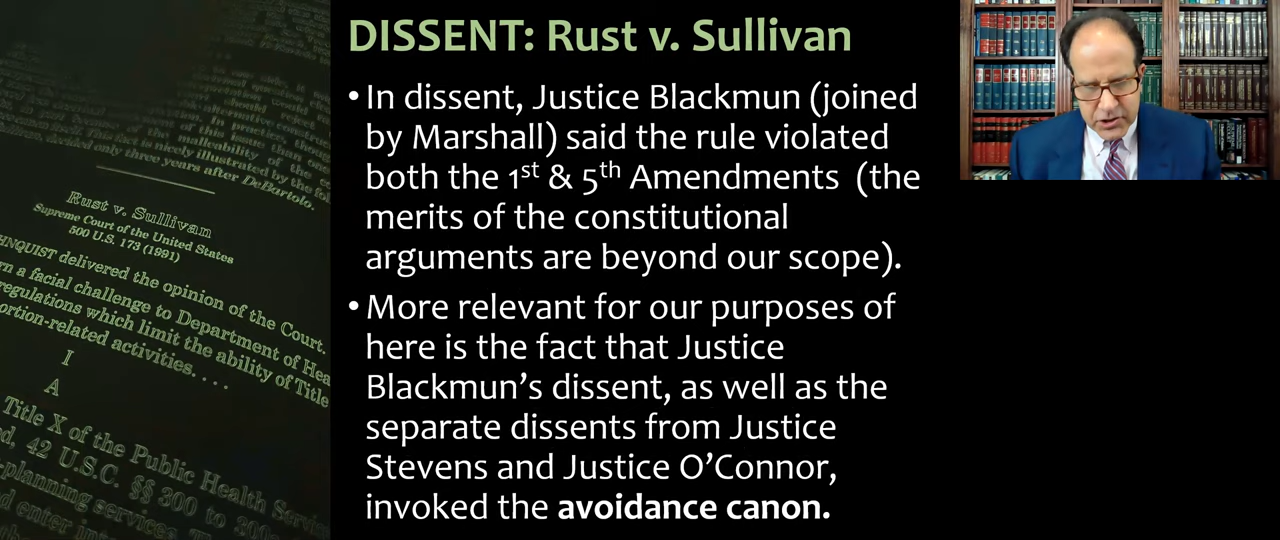 DISSENT: Rust v. Sullivan
• In dissent, Justice Blackmun (joined
by Marshall) said the rule violated
both the 1st & 5th Amendments (the
merits of the constitutional
arguments are beyond our scope).
• More relevant for our purposes of
here is the fact that Justice
Blackmun's dissent, as well as the
separate dissents from Justice
Stevens and Justice O'Connor,
invoked the avoidance canon.
only three years after DeBartolo.
Rust v. Sullivan
Supreme Court of the United States
500 U.S. 173 (1991)
delivered the opinion of the Court.
a facial challenge to Department of
regulations which limit the ability of Title
activities. . . .
I
A
Title X of the Public Health
42 U.S.C. §§ 300 to
planning services.